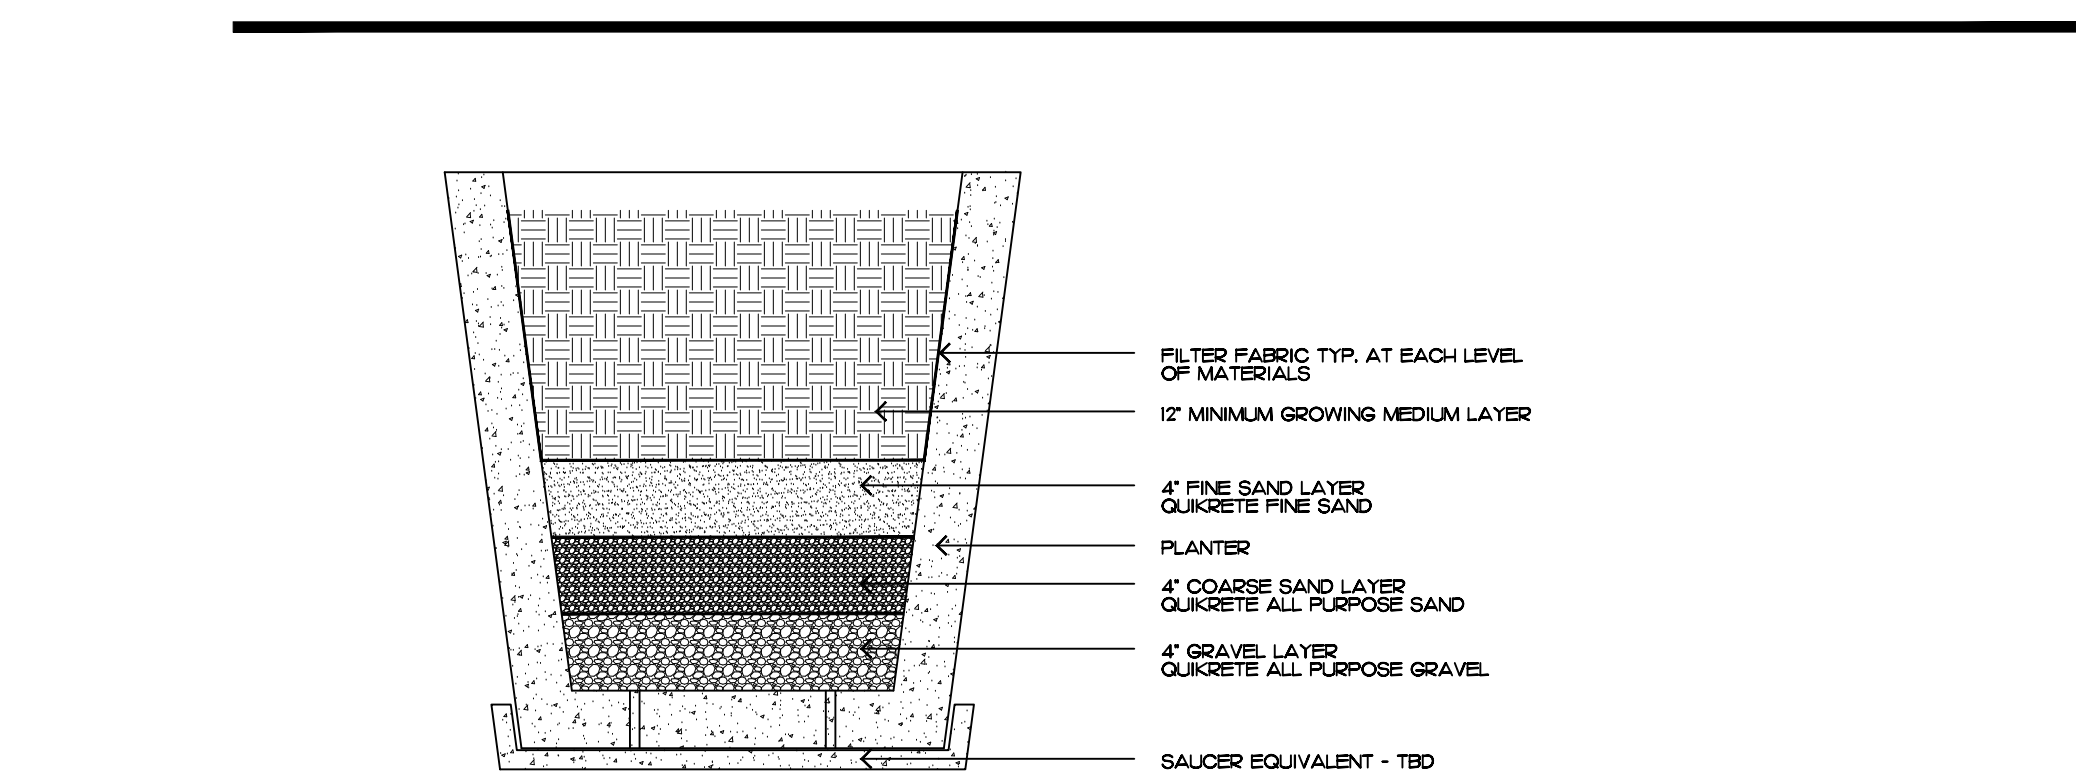 FILTER FABRIC TYP. AT EACH LEVEL
OF MATERIALS
12" MINIMUM GROWING MEDIUM LAYER
4" FINE SAND LAYER
QUIKRETE FINE SAND
PLANTER
4" COARSE SAND LAYER
QUIKRETE ALL PURPOSE SAND
4" GRAVEL LAYER
QUIKRETE ALL PURPOSE GRAVEL
SAUCER EQUIVALENT - TBD